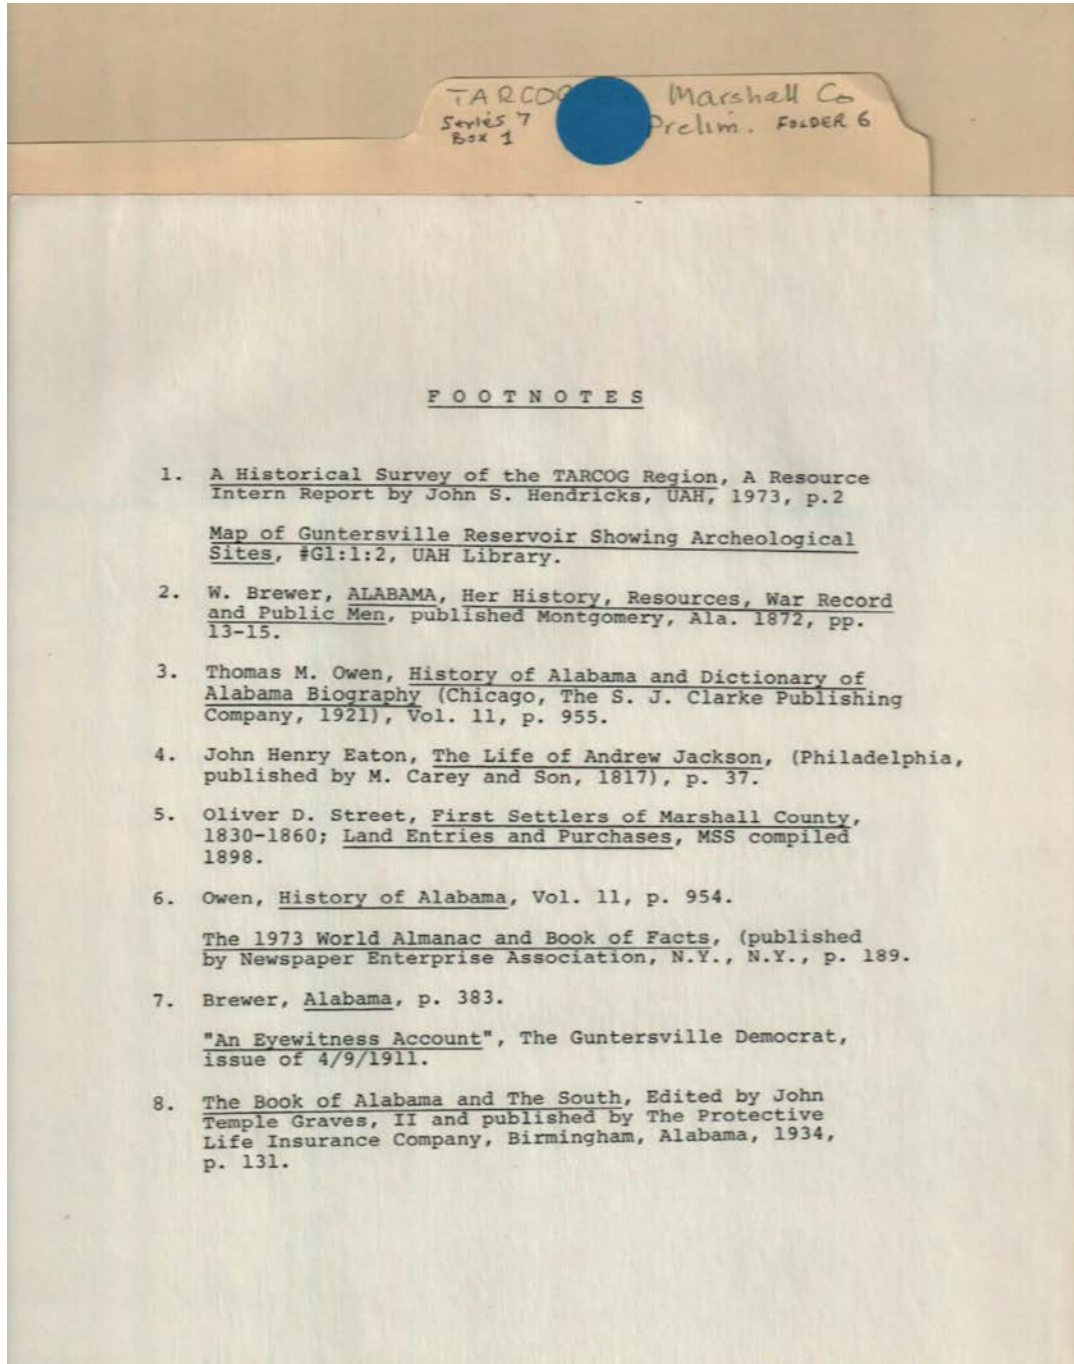 TARCOG Marshall Co
Series 7 Prelim. FOLDER 6
Box 1
F O O T N O T E S
1. A Historical Survey of the TARCOG Region, A Resource
Intern Report by John S. Hendricks, UAH, 1973, p.2
Map of Guntersville Reservoir Showing Archeological
Sites, #G1:1:2, UAH Library.
2. W. Brewer, ALABAMA, Her History, Resources, War Record
and Public Men, published Montgomery, Ala. 1872, pp.
13-15.
3. Thomas M. Owen, History of Alabama and Dictionary of
Alabama Biography (Chicago, The S. J. Clarke Publishing
Company, 1921), Vol. 11, p. 955.
4. John Henry Eaton, The Life of Andrew Jackson, (Philadelphia,
published by M. Carey and Son, 1817), p. 37.
5. Oliver D. Street, First Settlers of Marshall County,
1830-1860; Land Entries and Purchases, MSS compiled
1898.
6. Owen, History of Alabama, Vol. 11, p. 954.
The 1973 World Almanac and Book of Facts, (published
by Newspaper Enterprise Association, N.Y., N.Y., p. 189.
7. Brewer, Alabama, p. 383.
"An Eyewitness Account", The Guntersville Democrat,
issue of 4/9/1911.
8. The Book of Alabama and The South, Edited by John
Temple Graves, II and published by The Protective
Life Insurance Company, Birmingham, Alabama, 1934,
p. 131.